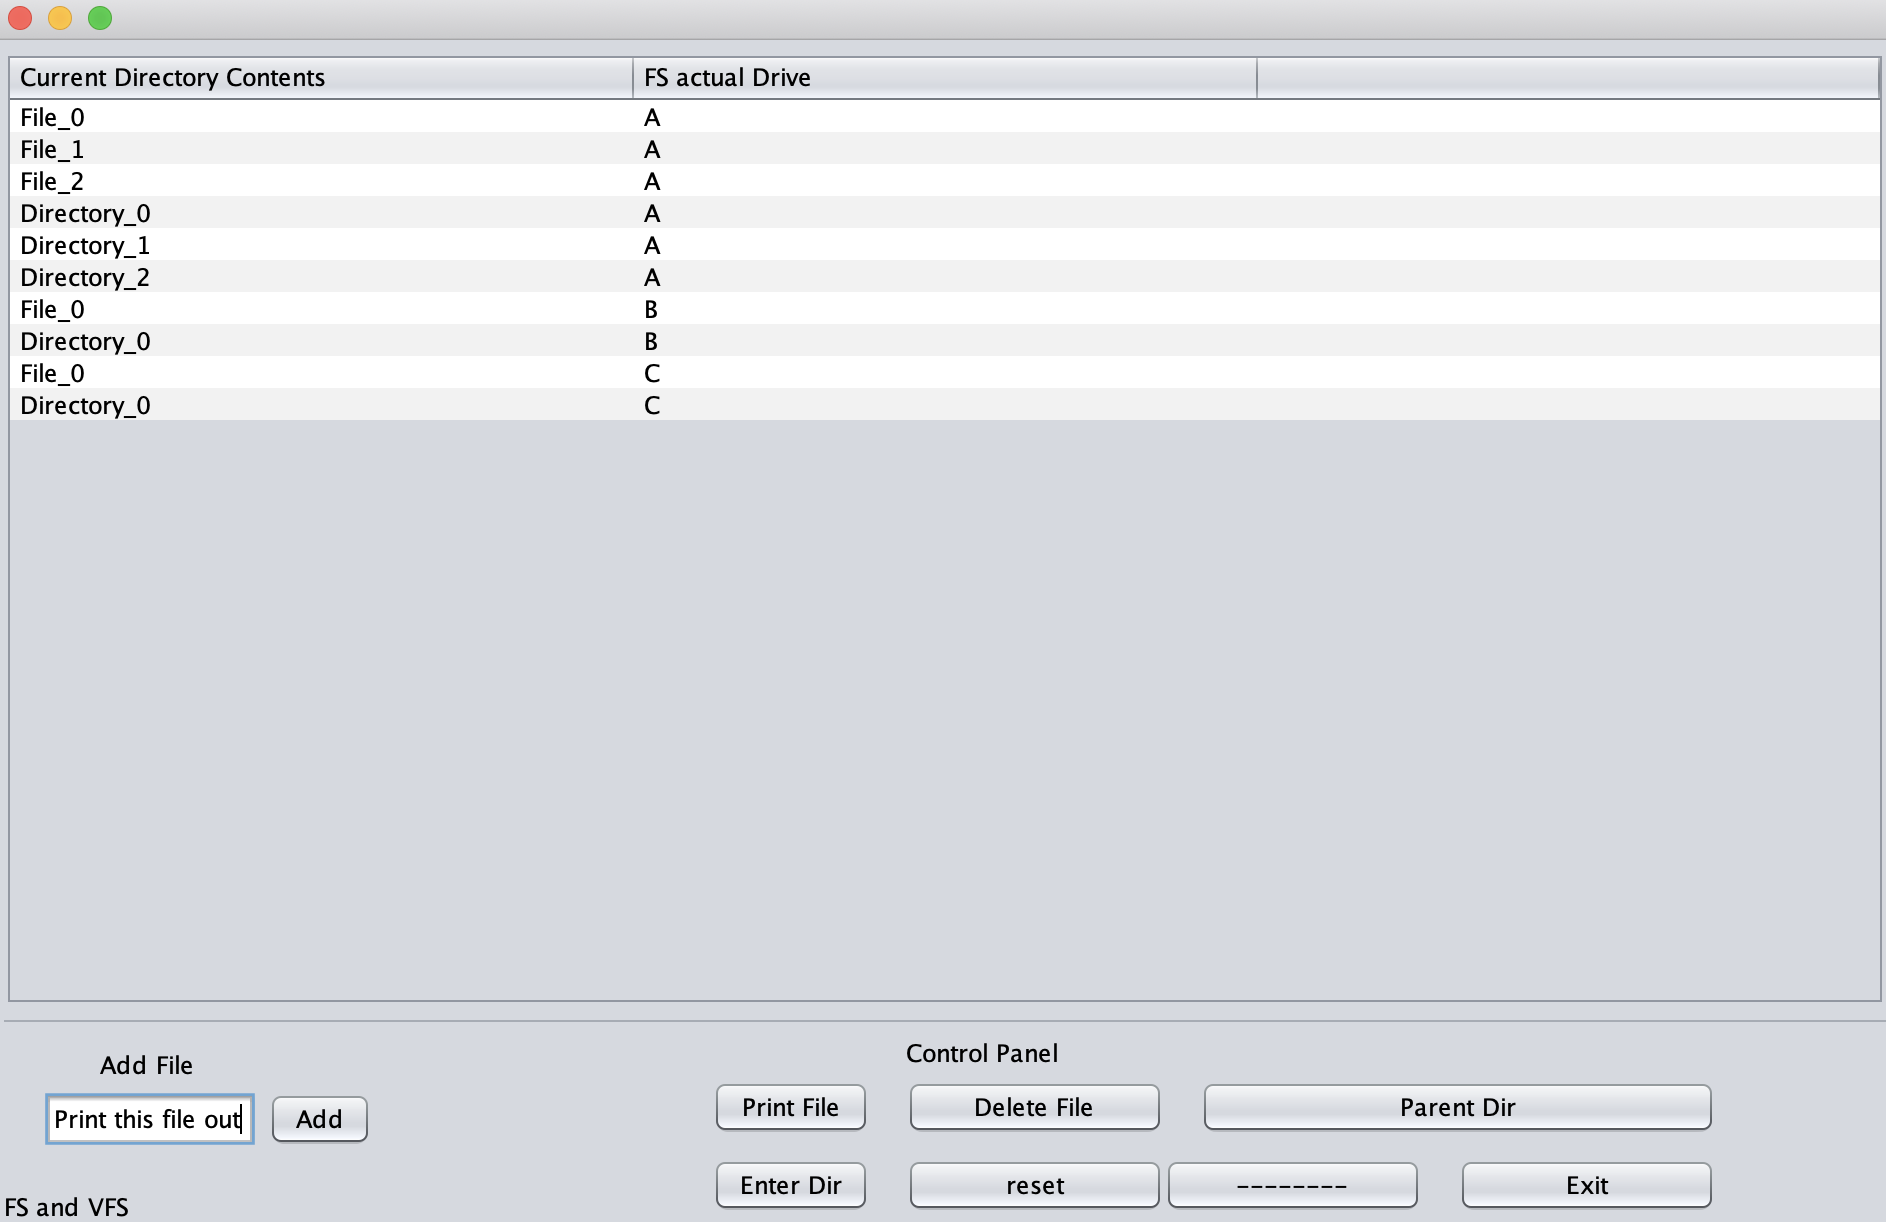 Current Directory Contents FS actual Drive
File_0 A
File_1 A
File_2 A
Directory_0 A
Directory_1 A
Directory_2 A
File_0 B
Directory_0 B
File_0 C
Directory_0 C
Add File
Print this file out Add
Control Panel
Print File Delete File Parent Dir
Enter Dir reset -------- Exit
FS and VFS